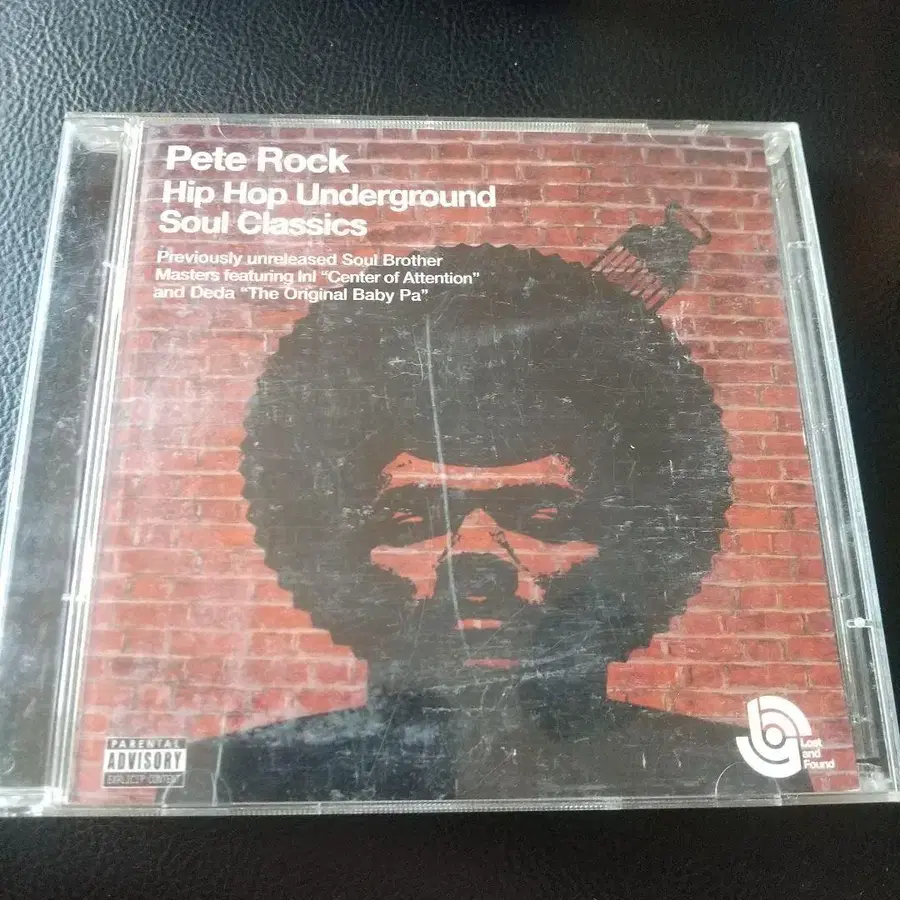 Pete Rock
Hip Hop Underground
Soul Classics
Previously unreleased Soul Brother
Masters featuring InI “Center of Attention”
and Deda “The Original Baby Pa”
PARENTAL
ADVISORY
EXPLICIT CONTENT
Lost
and
Found